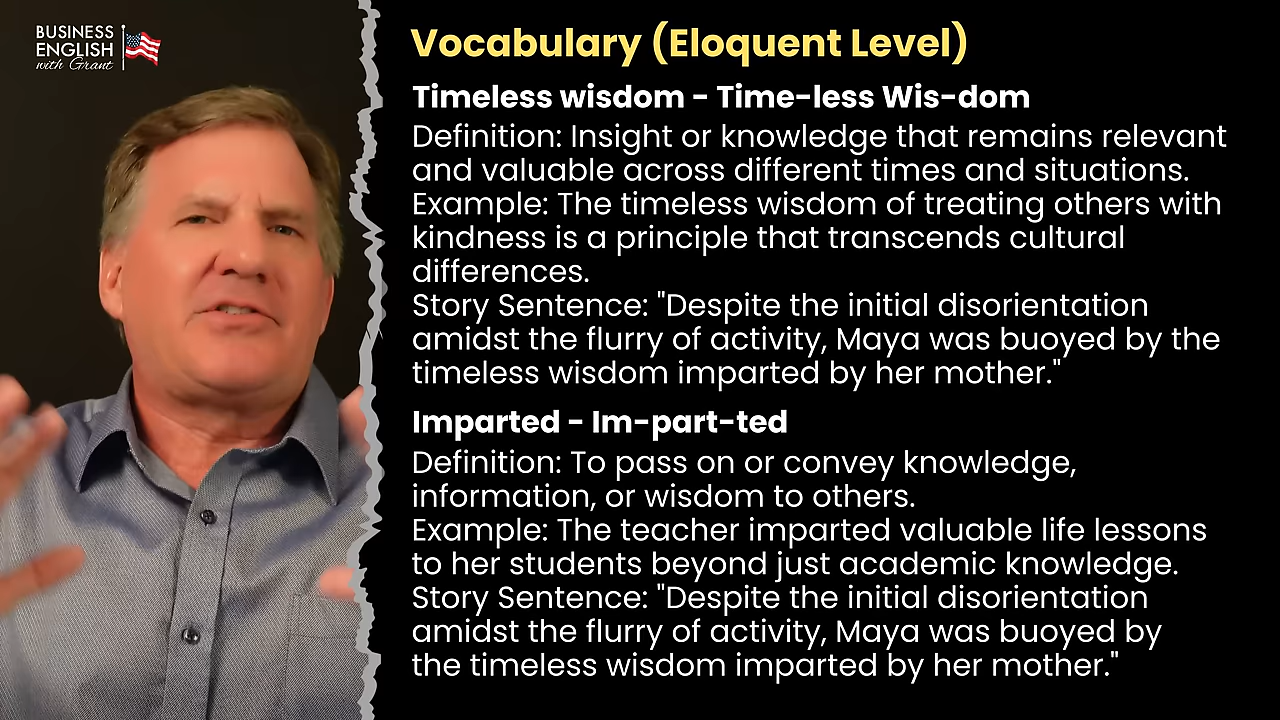 BUSINESS
ENGLISH
with Grant
Vocabulary (Eloquent Level)
Timeless wisdom - Time-less Wis-dom
Definition: Insight or knowledge that remains relevant
and valuable across different times and situations.
Example: The timeless wisdom of treating others with
kindness is a principle that transcends cultural
differences.
Story Sentence: "Despite the initial disorientation
amidst the flurry of activity, Maya was buoyed by the
timeless wisdom imparted by her mother."
Imparted - Im-part-ted
Definition: To pass on or convey knowledge,
information, or wisdom to others.
Example: The teacher imparted valuable life lessons
to her students beyond just academic knowledge.
Story Sentence: "Despite the initial disorientation
amidst the flurry of activity, Maya was buoyed by
the timeless wisdom imparted by her mother."